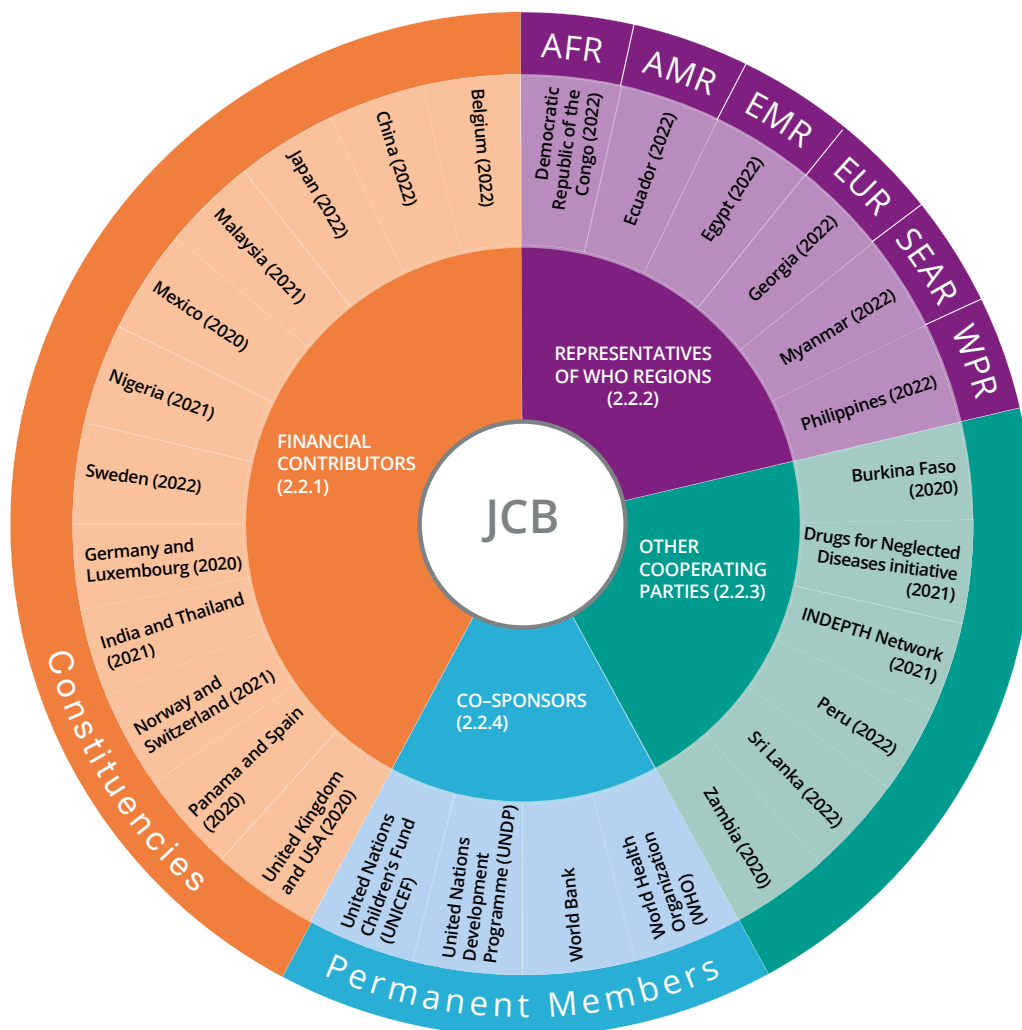 JCB
REPRESENTATIVES
OF WHO REGIONS
(2.2.2)
AFR
AMR
EMR
EUR
SEAR
WPR
Democratic
Republic of the
Congo (2022)
Ecuador (2022)
Egypt (2022)
Georgia (2022)
Myanmar (2022)
Philippines (2022)
OTHER
COOPERATING
PARTIES (2.2.3)
Burkina Faso
(2020)
Drugs for Neglected
Diseases initiative
(2021)
INDEPTH Network
(2021)
Peru (2022)
Sri Lanka (2022)
Zambia (2020)
CO–SPONSORS
(2.2.4)
World Health
Organization
(WHO)
World Bank
United Nations
Development
Programme (UNDP)
United Nations
Children's Fund
(UNICEF)
Permanent Members
FINANCIAL
CONTRIBUTORS
(2.2.1)
United Kingdom
and USA (2020)
Panama and Spain
(2020)
Norway and
Switzerland (2021)
India and Thailand
(2021)
Germany and
Luxembourg (2020)
Sweden (2022)
Nigeria (2021)
Mexico (2020)
Malaysia (2021)
Japan (2022)
China (2022)
Belgium (2022)
Constituencies